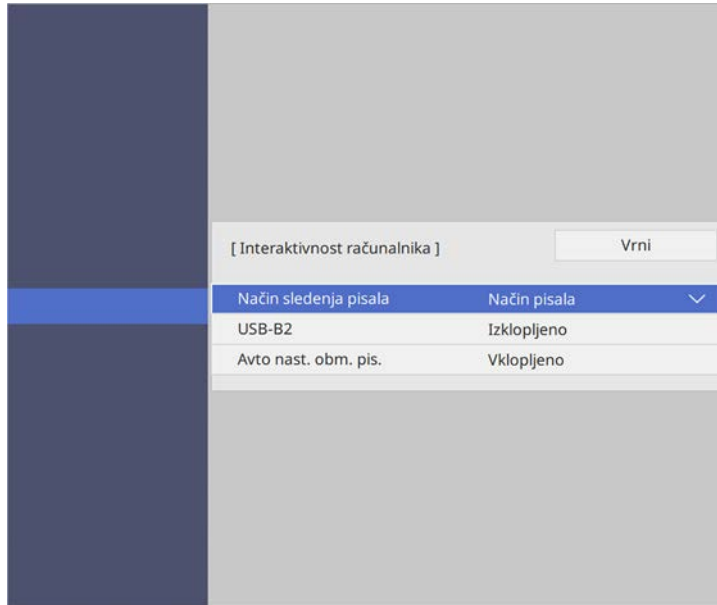 [ Interaktivnost računalnika ] Vrni
Način sledenja pisala Način pisala
USB-B2 Izklopljeno
Avto nast. obm. pis. Vklopljeno